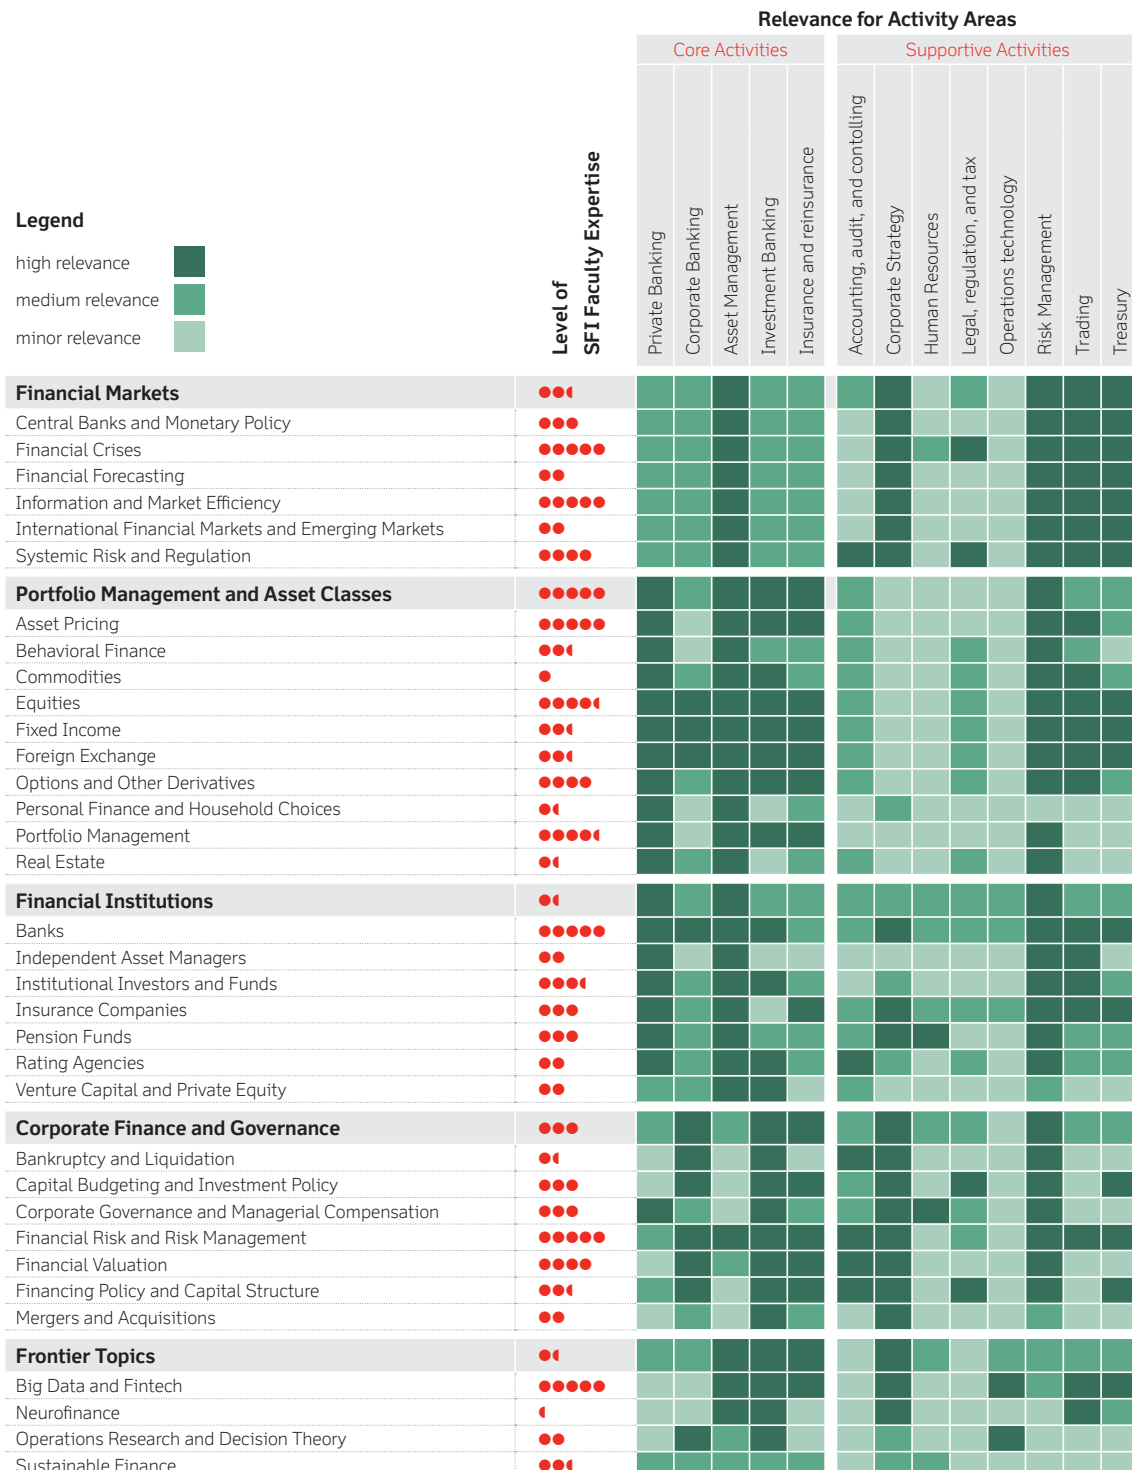 Relevance for Activity Areas
Core Activities
Supportive Activities
Legend
high relevance
medium relevance
minor relevance
Level of
SFI Faculty Expertise
Private Banking
Corporate Banking
Asset Management
Investment Banking
Insurance and reinsurance
Accounting, audit, and contolling
Corporate Strategy
Human Resources
Legal, regulation, and tax
Operations technology
Risk Management
Trading
Treasury
Financial Markets
Central Banks and Monetary Policy
Financial Crises
Financial Forecasting
Information and Market Efficiency
International Financial Markets and Emerging Markets
Systemic Risk and Regulation
Portfolio Management and Asset Classes
Asset Pricing
Behavioral Finance
Commodities
Equities
Fixed Income
Foreign Exchange
Options and Other Derivatives
Personal Finance and Household Choices
Portfolio Management
Real Estate
Financial Institutions
Banks
Independent Asset Managers
Institutional Investors and Funds
Insurance Companies
Pension Funds
Rating Agencies
Venture Capital and Private Equity
Corporate Finance and Governance
Bankruptcy and Liquidation
Capital Budgeting and Investment Policy
Corporate Governance and Managerial Compensation
Financial Risk and Risk Management
Financial Valuation
Financing Policy and Capital Structure
Mergers and Acquisitions
Frontier Topics
Big Data and Fintech
Neurofinance
Operations Research and Decision Theory
Sustainable Finance